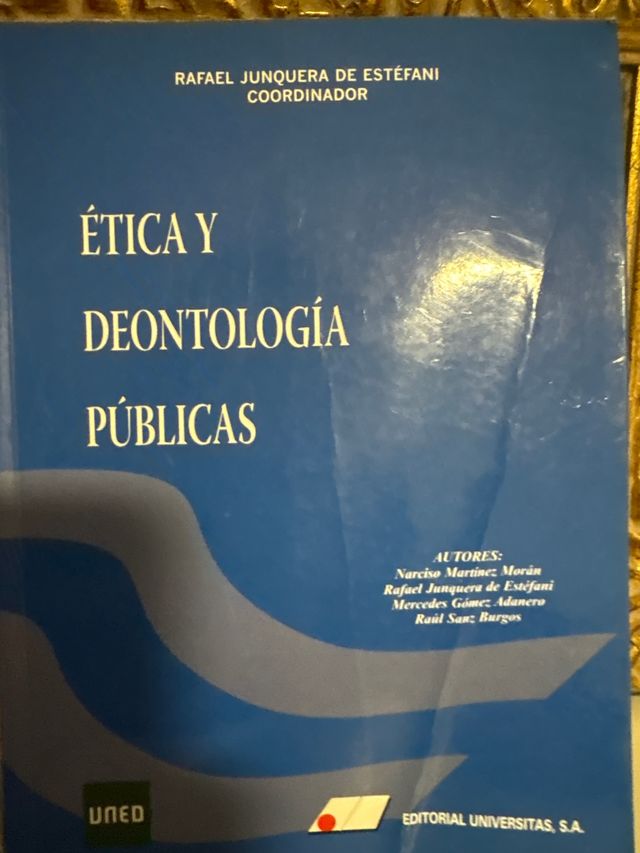 RAFAEL JUNQUERA DE ESTÉFANI
COORDINADOR
ÉTICA Y
DEONTOLOGÍA
PÚBLICAS
AUTORES:
Narciso Martínez Morán
Rafael Junquera de Estéfani
Mercedes Gómez Adanero
Raúl Sanz Burgos
UNED
EDITORIAL UNIVERSITAS, S.A.